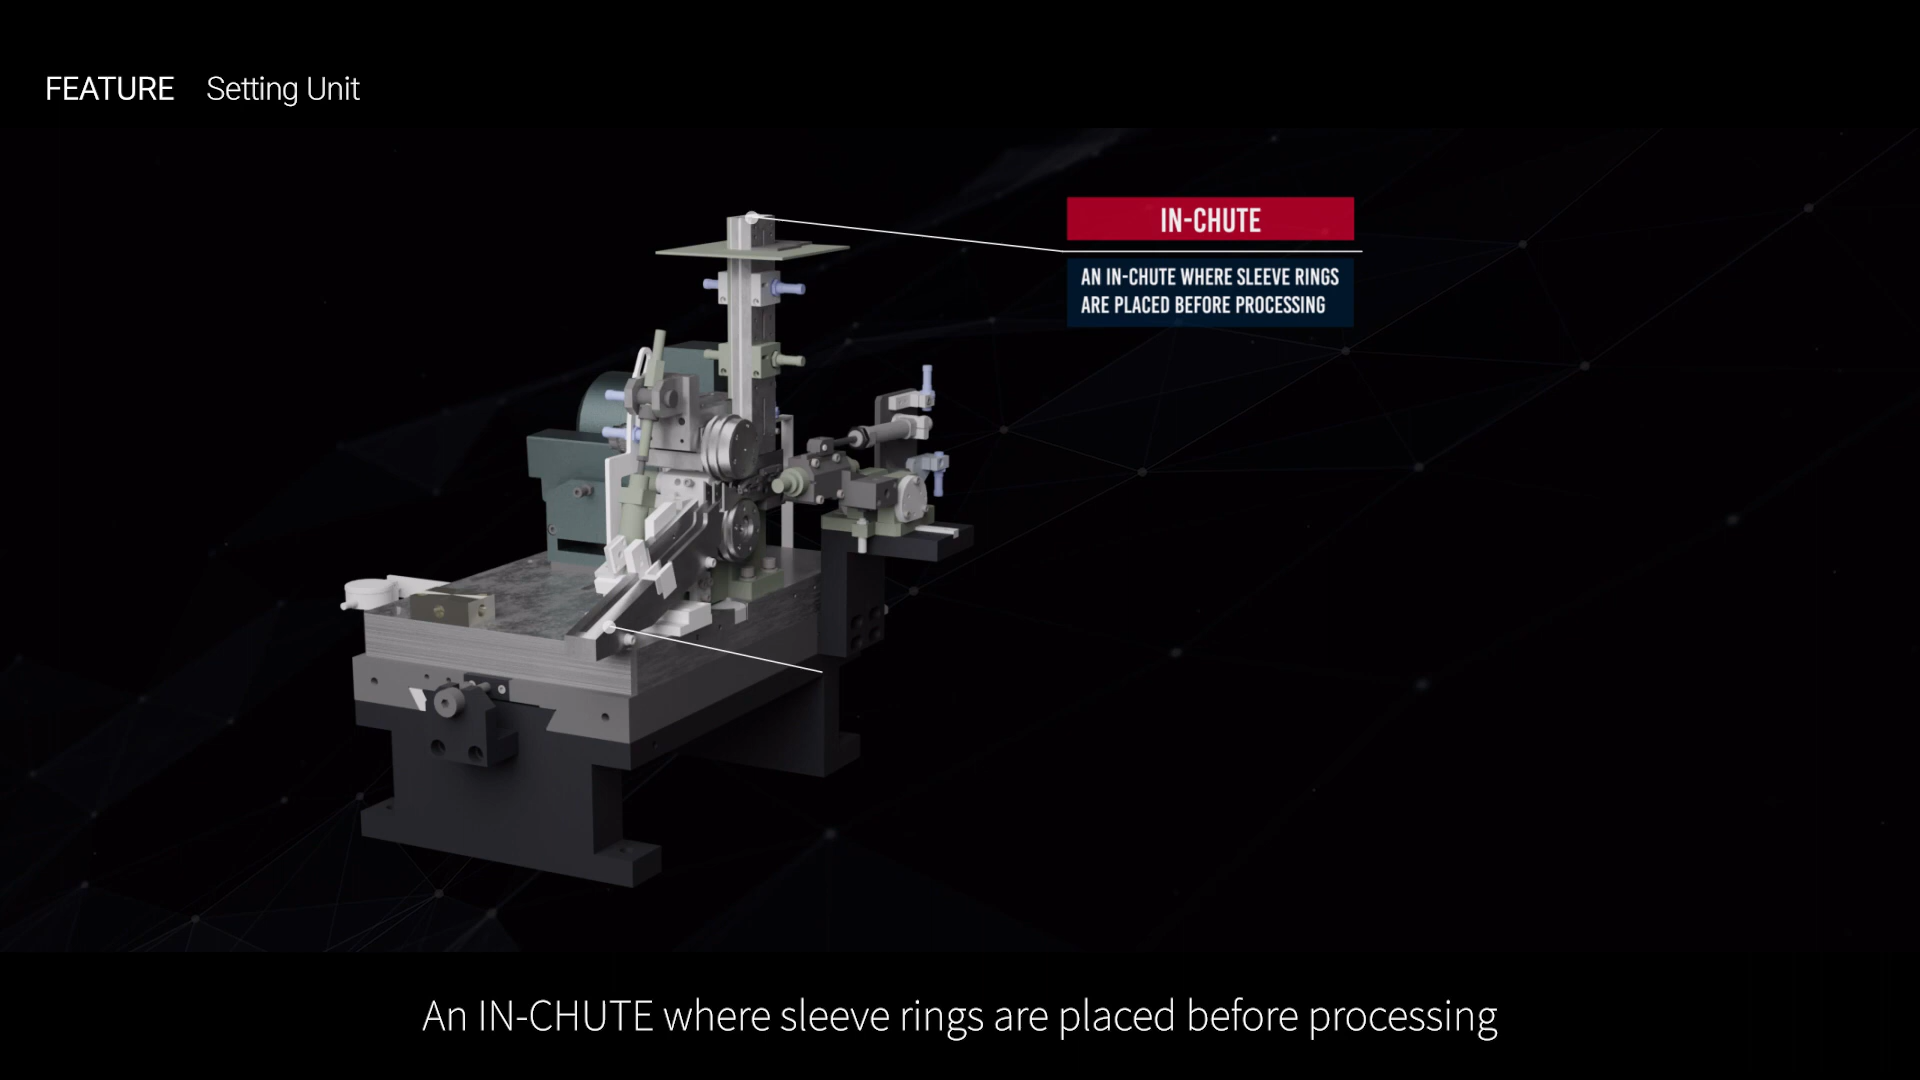 FEATURE Setting Unit
IN-CHUTE
AN IN-CHUTE WHERE SLEEVE RINGS
ARE PLACED BEFORE PROCESSING
An IN-CHUTE where sleeve rings are placed before processing